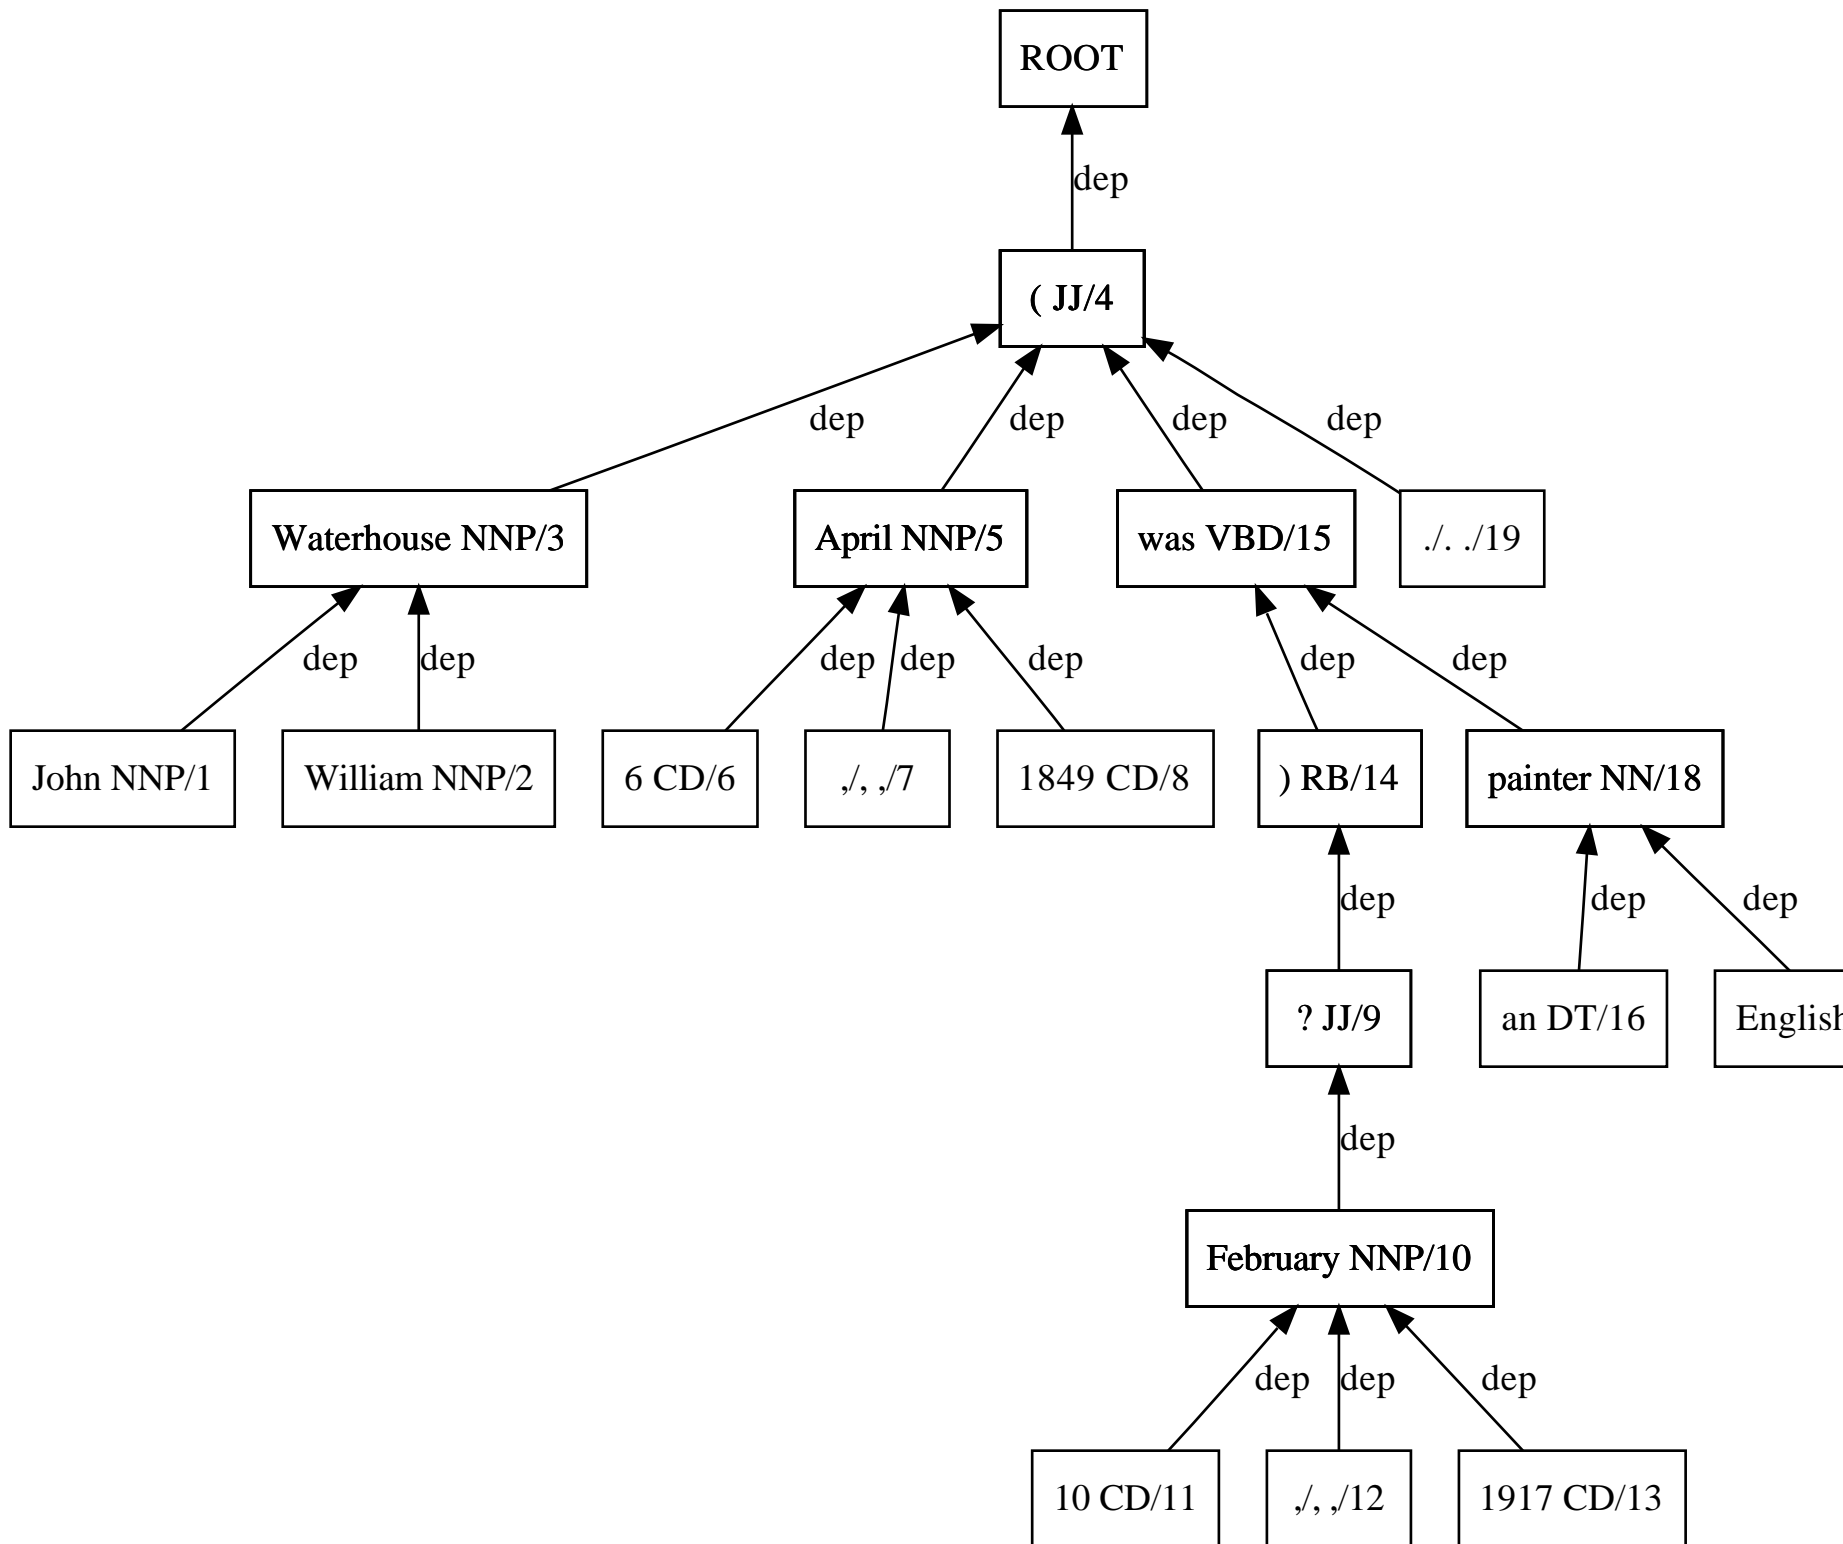 ROOT
dep
( JJ/4
dep dep dep dep
Waterhouse NNP/3 April NNP/5 was VBD/15 ./. ./19
dep dep dep dep dep dep dep
John NNP/1 William NNP/2 6 CD/6 ,/, ,/7 1849 CD/8 ) RB/14 painter NN/18
dep dep dep
? JJ/9 an DT/16 English
dep
February NNP/10
dep dep dep
10 CD/11 ,/, ,/12 1917 CD/13